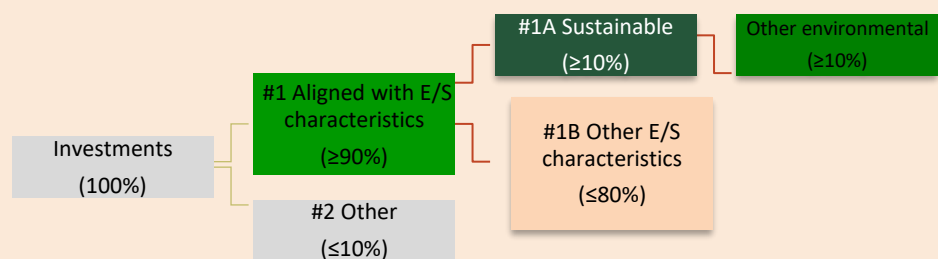 Investments
(100%)
#1 Aligned with E/S
characteristics
(≥90%)
#2 Other
(≤10%)
#1A Sustainable
(≥10%)
#1B Other E/S
characteristics
(≤80%)
Other environmental
(≥10%)